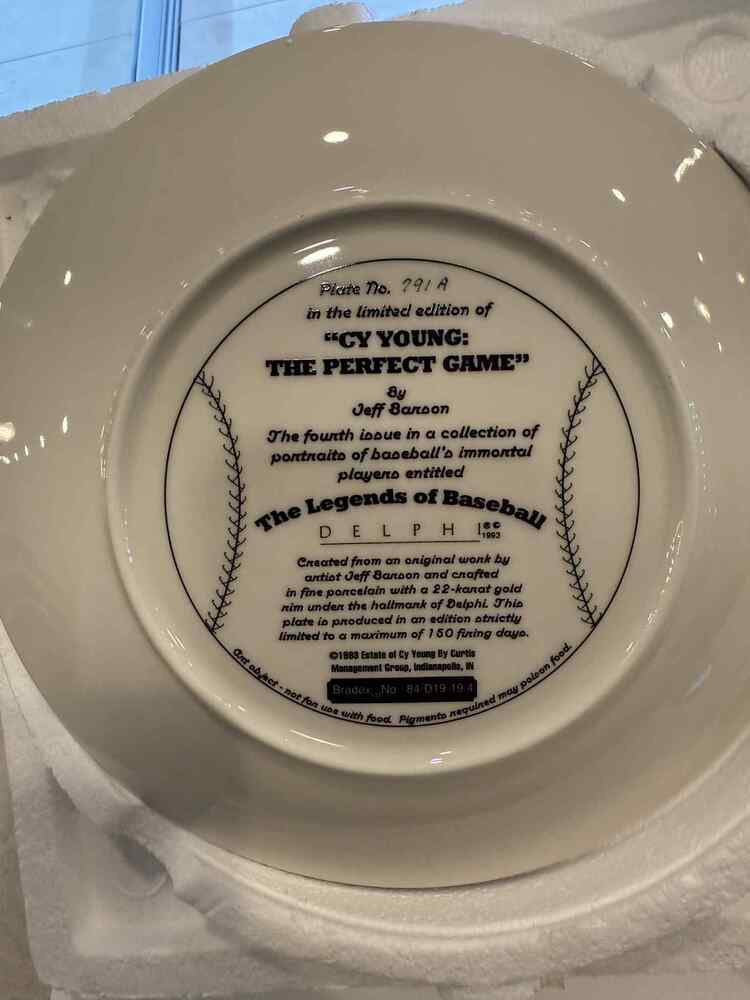 Plate No. 791 A
in the limited edition of
“CY YOUNG:
THE PERFECT GAME”
By
Jeff Barson
The fourth issue in a collection of
portraits of baseball's immortal
players entitled
The Legends of Baseball
DELPHI®©
1993
Created from an original work by
artist Jeff Barson and crafted
in fine porcelain with a 22-karat gold
rim under the hallmark of Delphi. This
plate is produced in an edition strictly
limited to a maximum of 150 firing days.
©1993 Estate of Cy Young By Curtis
Management Group, Indianapolis, IN
Bradex No. 84-D19-19.4
Art object - not for use with food. Pigments required may poison food.